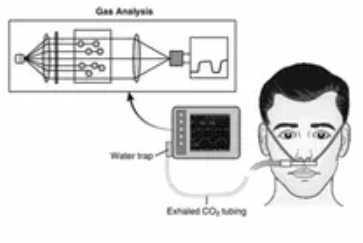 Gas Analysis
Water trap
Exhaled CO₂ tubing